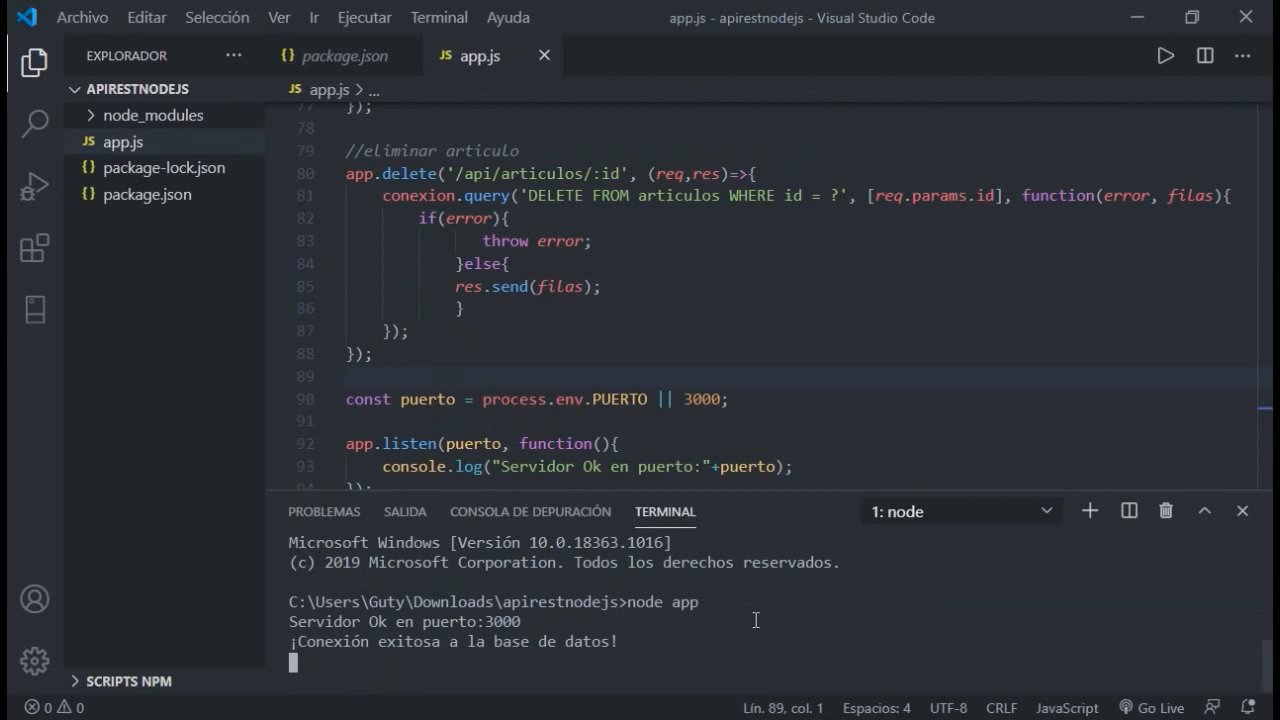 Archivo Editar Selección Ver Ir Ejecutar Terminal Ayuda app.js - apirestnodejs - Visual Studio Code
EXPLORADOR
APIRESTNODEJS
node_modules
JS app.js
{} package-lock.json
{} package.json
SCRIPTS NPM
{} package.json JS app.js
JS app.js > ...
77 });
78
79 //eliminar articulo
80 app.delete('/api/articulos/:id', (req,res)=>{
81 conexion.query('DELETE FROM articulos WHERE id = ?', [req.params.id], function(error, filas){
82 if(error){
83 throw error;
84 }else{
85 res.send(filas);
86 }
87 });
88 });
89
90 const puerto = process.env.PUERTO || 3000;
91
92 app.listen(puerto, function(){
93 console.log("Servidor Ok en puerto:"+puerto);
94 });
PROBLEMAS SALIDA CONSOLA DE DEPURACIÓN TERMINAL 1: node
Microsoft Windows [Versión 10.0.18363.1016]
(c) 2019 Microsoft Corporation. Todos los derechos reservados.
C:\Users\Guty\Downloads\apirestnodejs>node app
Servidor Ok en puerto:3000
¡Conexión exitosa a la base de datos!
0 0 Lín. 89, col. 1 Espacios: 4 UTF-8 CRLF JavaScript Go Live